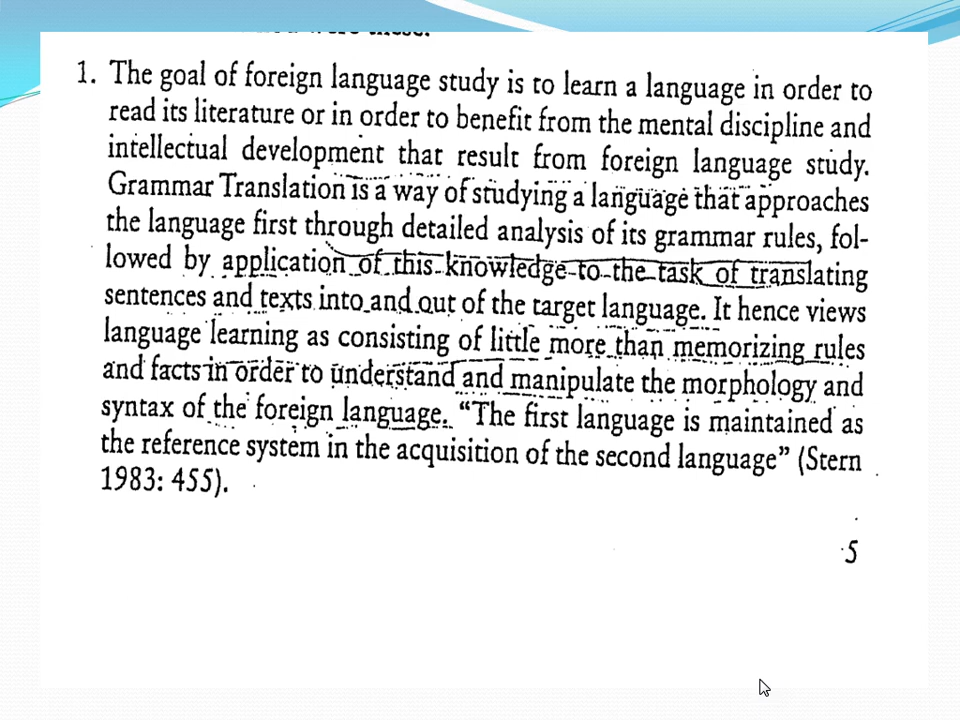 were these.
1. The goal of foreign language study is to learn a language in order to
read its literature or in order to benefit from the mental discipline and
intellectual development that result from foreign language study.
Grammar Translation is a way of studying a language that approaches
the language first through detailed analysis of its grammar rules, fol-
lowed by application of this knowledge to the task of translating
sentences and texts into and out of the target language. It hence views
language learning as consisting of little more than memorizing rules
and facts in order to understand and manipulate the morphology and
syntax of the foreign language. “The first language is maintained as
the reference system in the acquisition of the second language” (Stern
1983: 455).
5